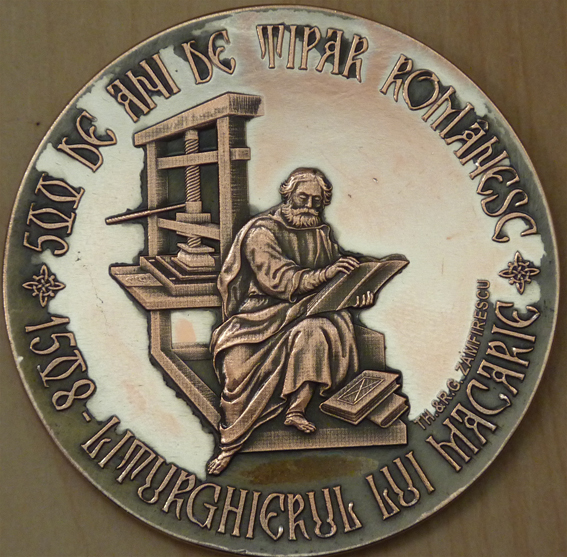 500 DE ANI DE TIPAR ROMÂNESC
1508 - LITURGHIERUL LUI MACARIE
TH.&R.G. ZAMFIRESCU